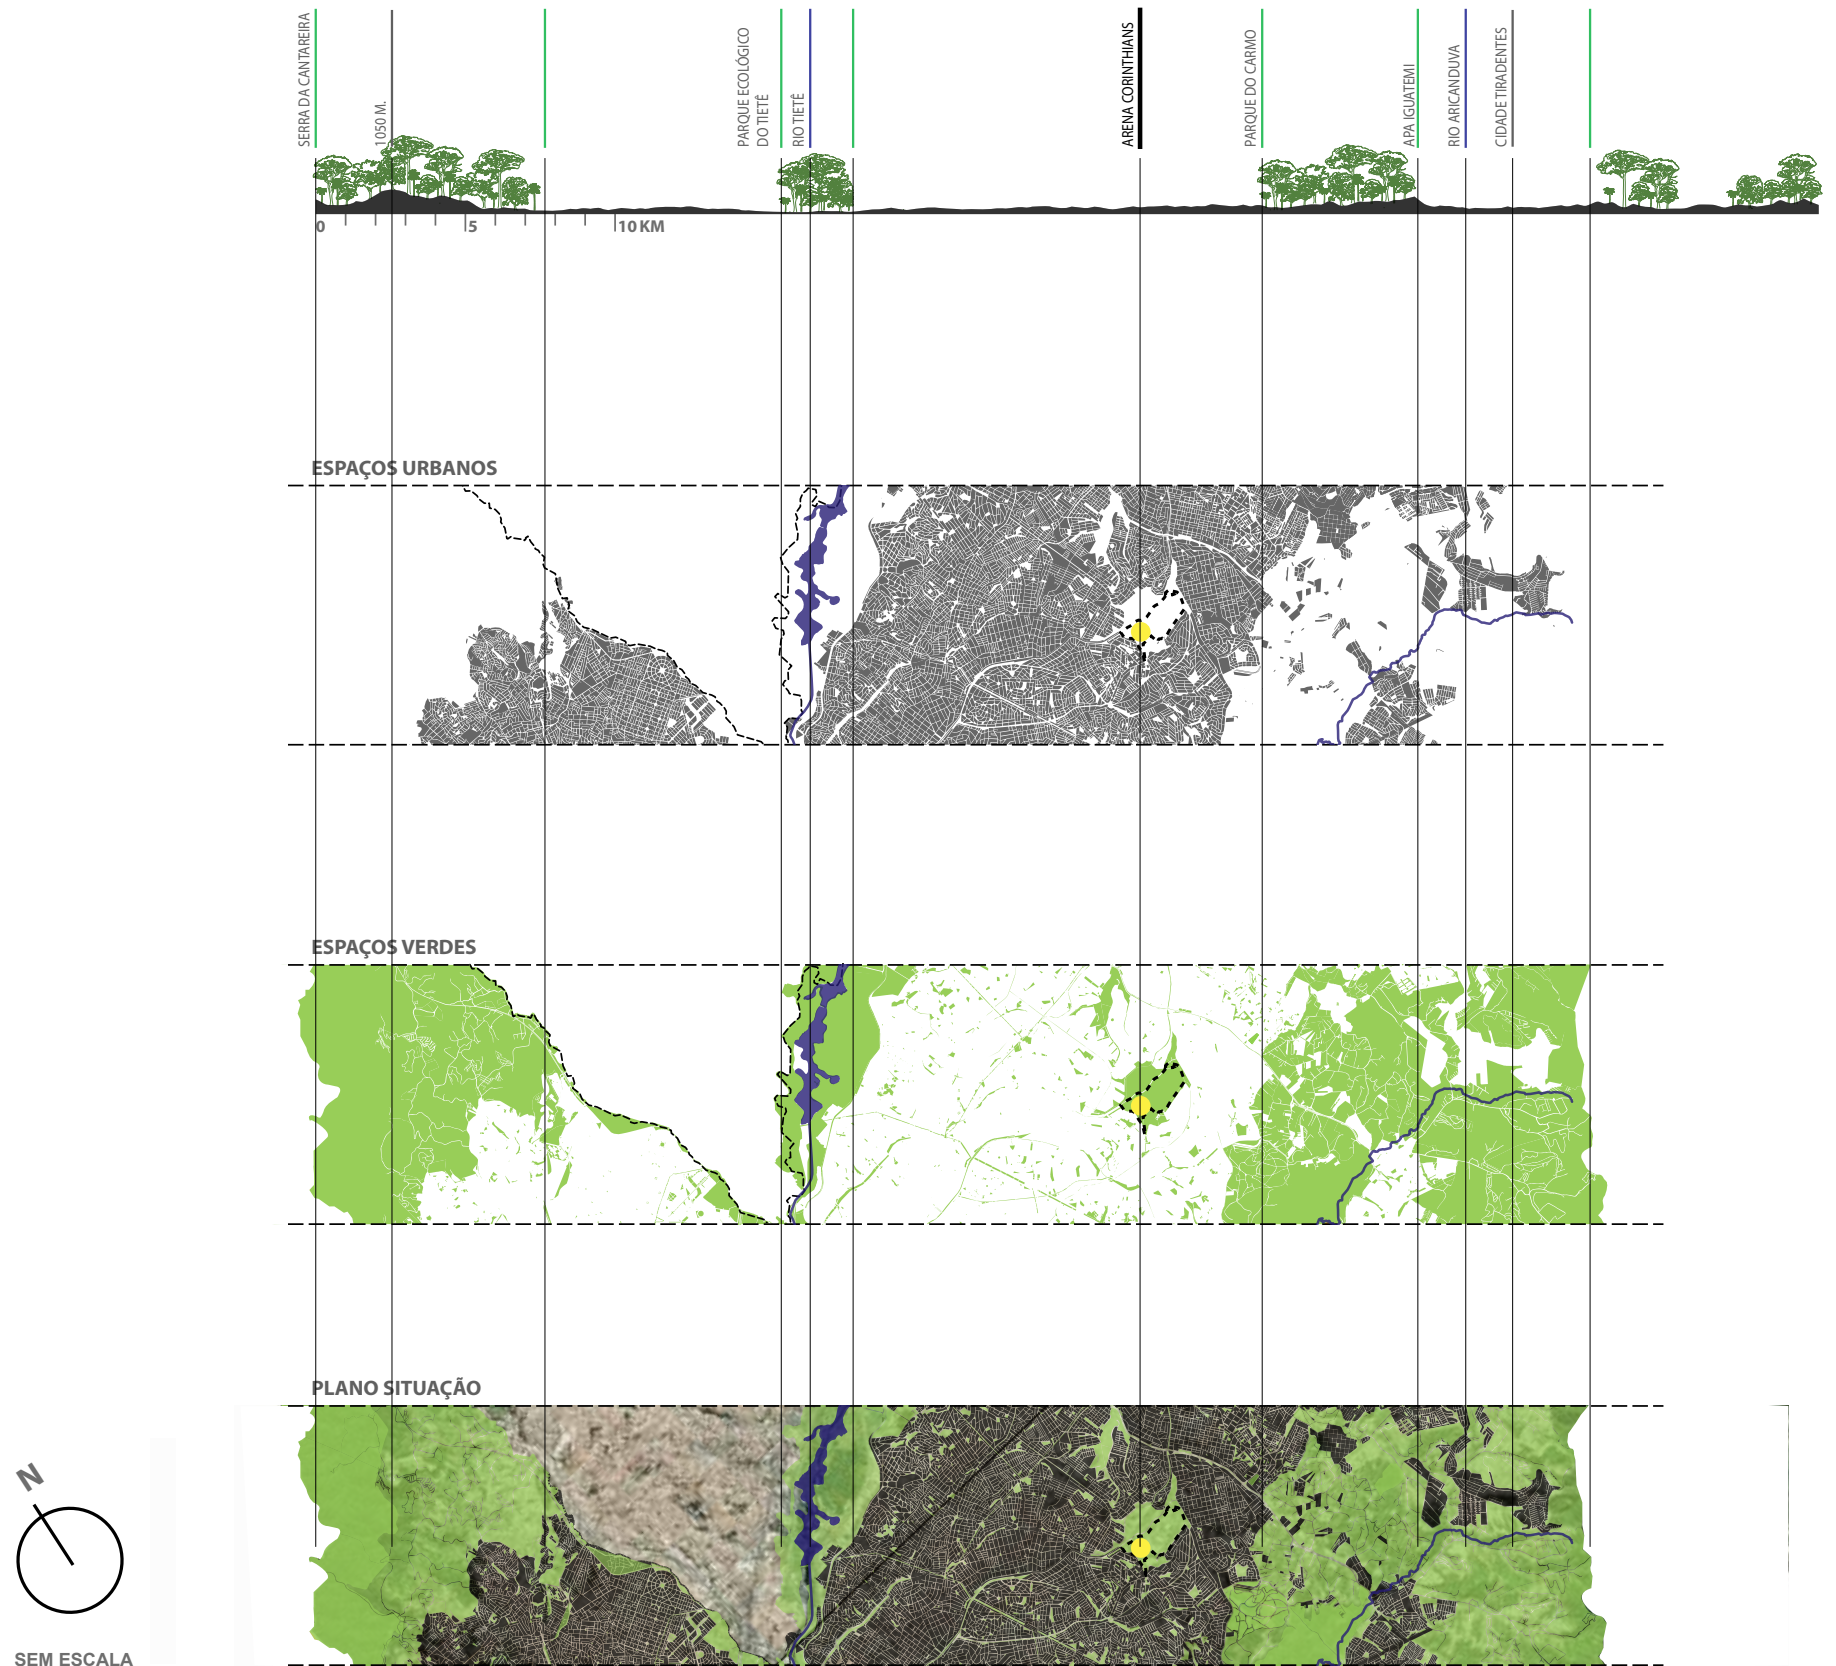 SERRA DA CANTAREIRA
1050 M.
PARQUE ECOLÓGICO
DO TIETÊ
RIO TIETÊ
ARENA CORINTHIANS
PARQUE DO CARMO
APA IGUATEMI
RIO ARICANDUVA
CIDADE TIRADENTES
0
5
10 KM
ESPAÇOS URBANOS
ESPAÇOS VERDES
PLANO SITUAÇÃO
N
SEM ESCALA